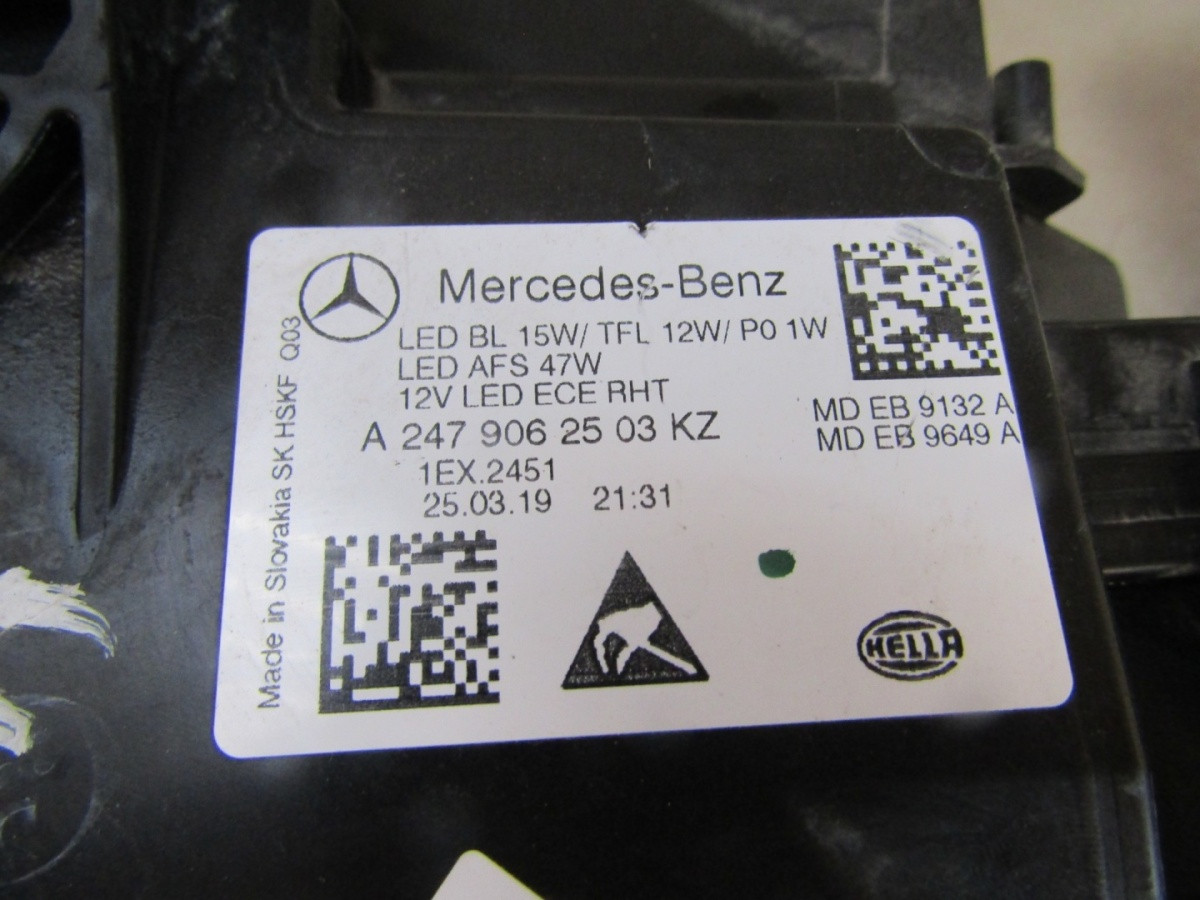 Mercedes-Benz
LED BL 15W/ TFL 12W/ PO 1W
LED AFS 47W
12V LED ECE RHT
A 247 906 25 03 KZ
1EX.2451
25.03.19 21:31
MD EB 9132 A
MD EB 9649 A
Made in Slovakia SK HSKF Q03
HELLA